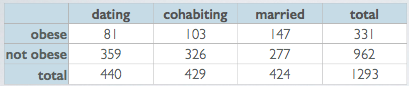 dating cohabiting married total
obese 81 103 147 331
not obese 359 326 277 962
total 440 429 424 1293